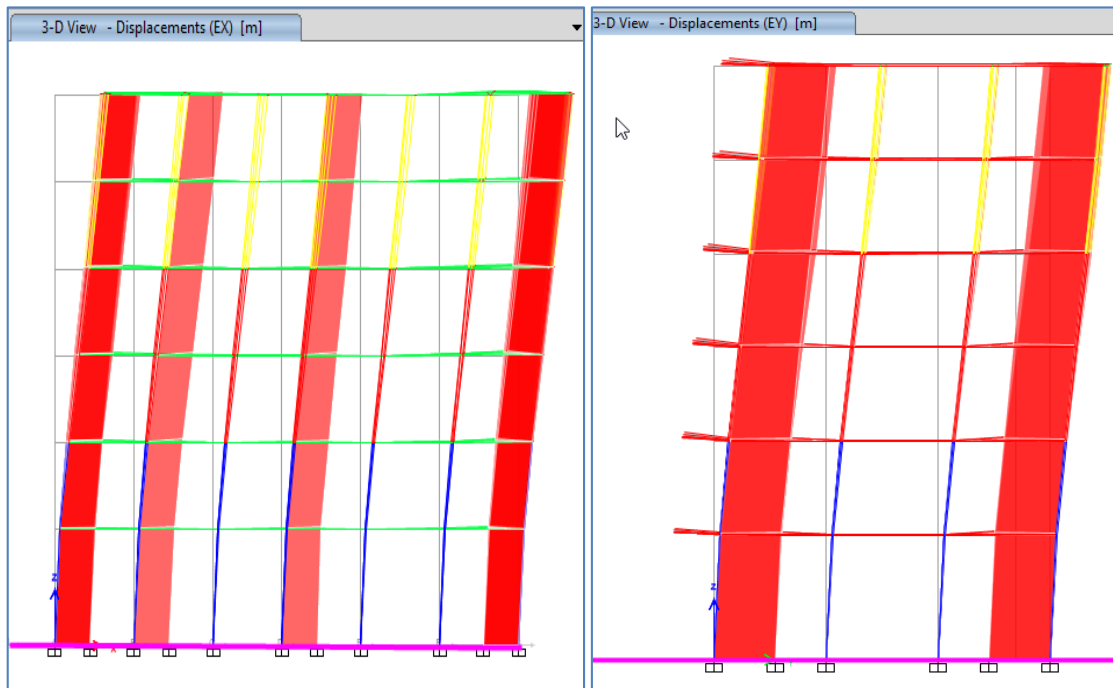 3-D View - Displacements (EX) [m]
3-D View - Displacements (EY) [m]
Z
X
Z